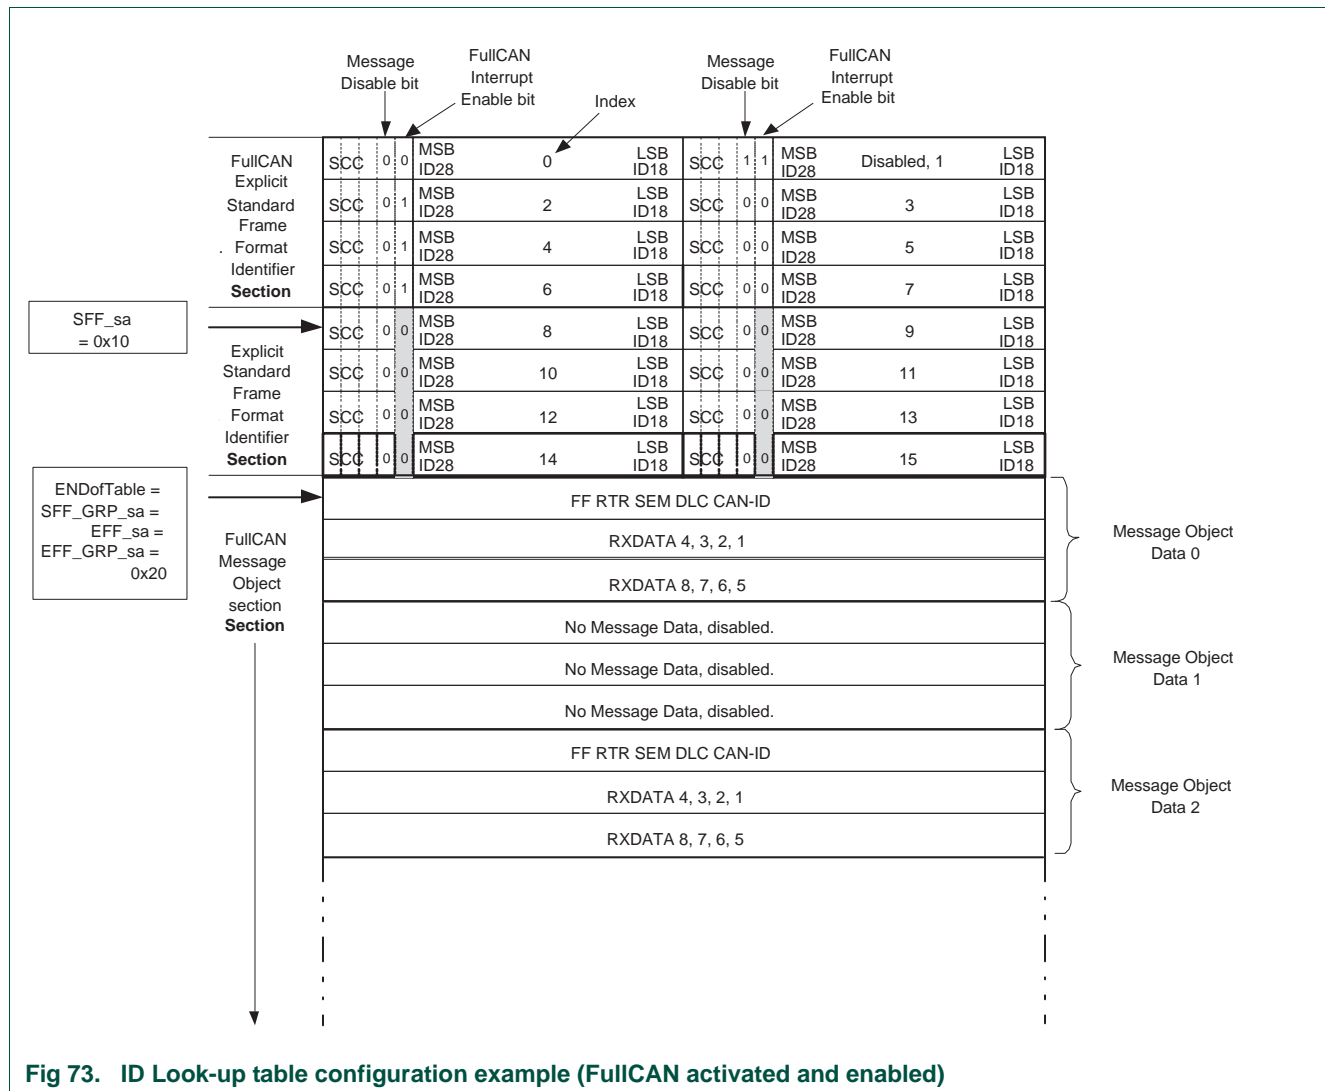 Message
Disable bit
FullCAN
Interrupt
Enable bit
Index
Message
Disable bit
FullCAN
Interrupt
Enable bit
FullCAN
Explicit
Standard
Frame
. Format
Identifier
Section
SCC 0 0 MSB ID28 0 LSB ID18 SCC 1 1 MSB ID28 Disabled, 1 LSB ID18
SCC 0 1 MSB ID28 2 LSB ID18 SCC 0 0 MSB ID28 3 LSB ID18
SCC 0 1 MSB ID28 4 LSB ID18 SCC 0 0 MSB ID28 5 LSB ID18
SCC 0 1 MSB ID28 6 LSB ID18 SCC 0 0 MSB ID28 7 LSB ID18
SFF_sa
= 0x10
Explicit
Standard
Frame
Format
Identifier
Section
SCC 0 0 MSB ID28 8 LSB ID18 SCC 0 0 MSB ID28 9 LSB ID18
SCC 0 0 MSB ID28 10 LSB ID18 SCC 0 0 MSB ID28 11 LSB ID18
SCC 0 0 MSB ID28 12 LSB ID18 SCC 0 0 MSB ID28 13 LSB ID18
SCC 0 0 MSB ID28 14 LSB ID18 SCC 0 0 MSB ID28 15 LSB ID18
ENDofTable =
SFF_GRP_sa =
EFF_sa =
EFF_GRP_sa =
0x20
FullCAN
Message
Object
section
Section
FF RTR SEM DLC CAN-ID
RXDATA 4, 3, 2, 1
RXDATA 8, 7, 6, 5
Message Object
Data 0
No Message Data, disabled.
No Message Data, disabled.
No Message Data, disabled.
Message Object
Data 1
FF RTR SEM DLC CAN-ID
RXDATA 4, 3, 2, 1
RXDATA 8, 7, 6, 5
Message Object
Data 2
Fig 73. ID Look-up table configuration example (FullCAN activated and enabled)